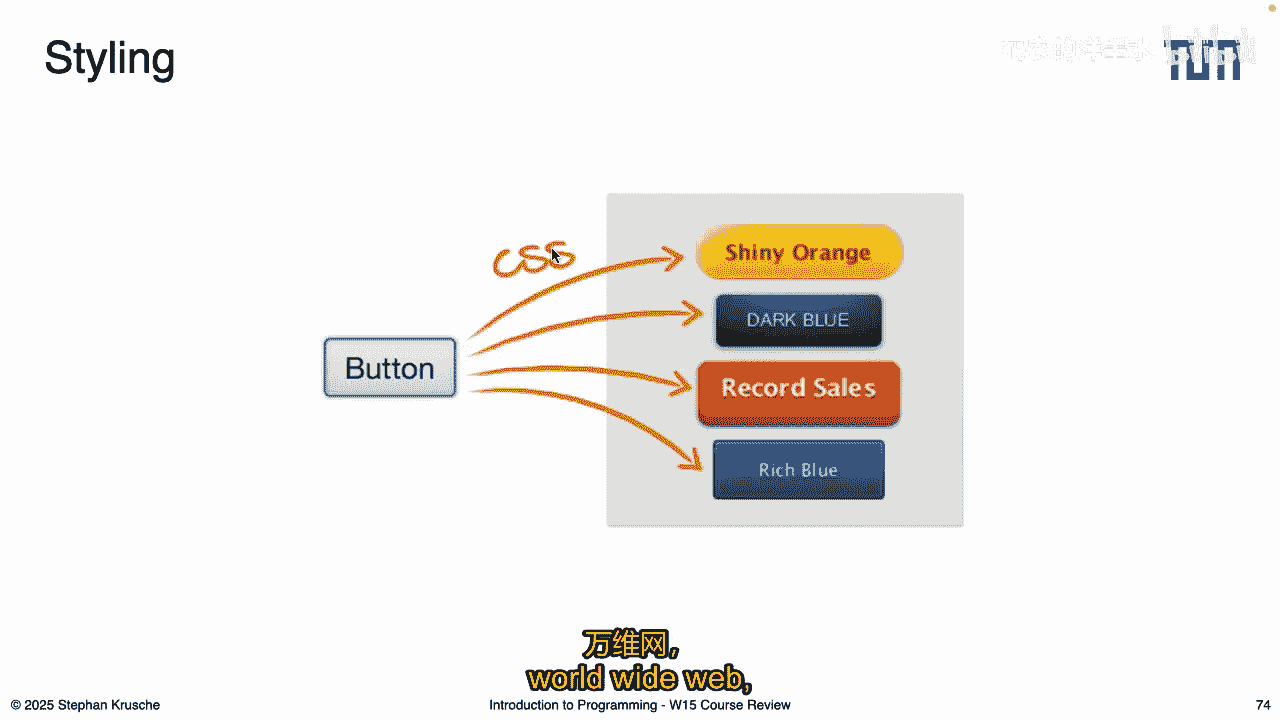 Styling
TUM
CSS
Button
Shiny Orange
DARK BLUE
Record Sales
Rich Blue
万维网,
world wide web,
© 2025 Stephan Krusche
Introduction to Programming - W15 Course Review
74